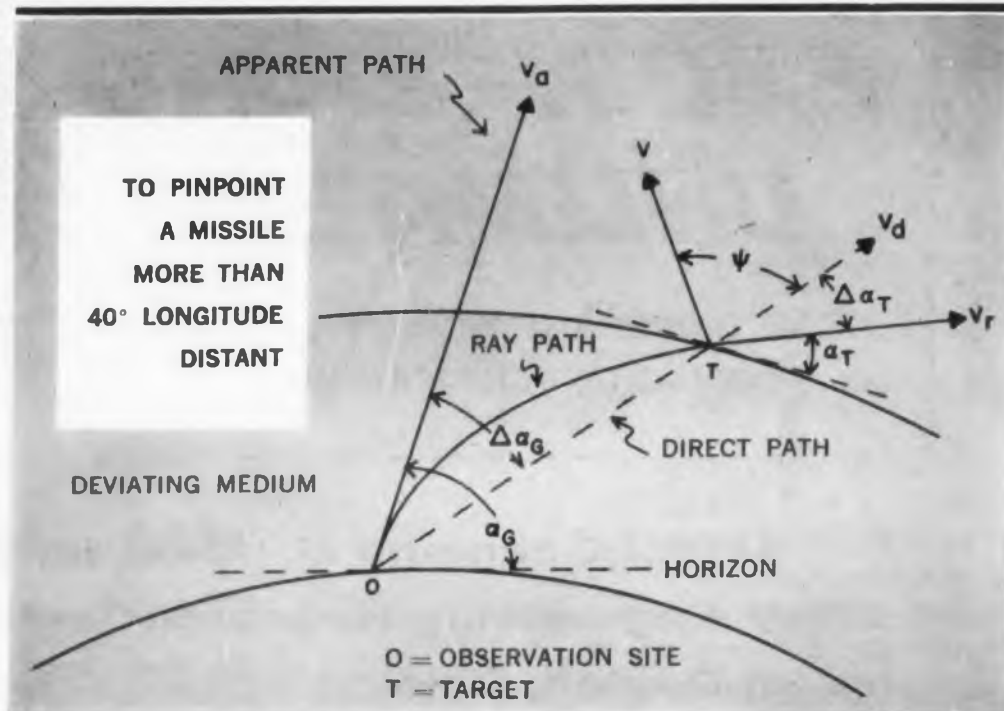 APPARENT PATH
Va
TO PINPOINT
A MISSILE
MORE THAN
40° LONGITUDE
DISTANT
V
ψ
Vd
ΔαT
Vr
αT
RAY PATH
T
ΔαG
DIRECT PATH
DEVIATING MEDIUM
αG
HORIZON
O
O = OBSERVATION SITE
T = TARGET